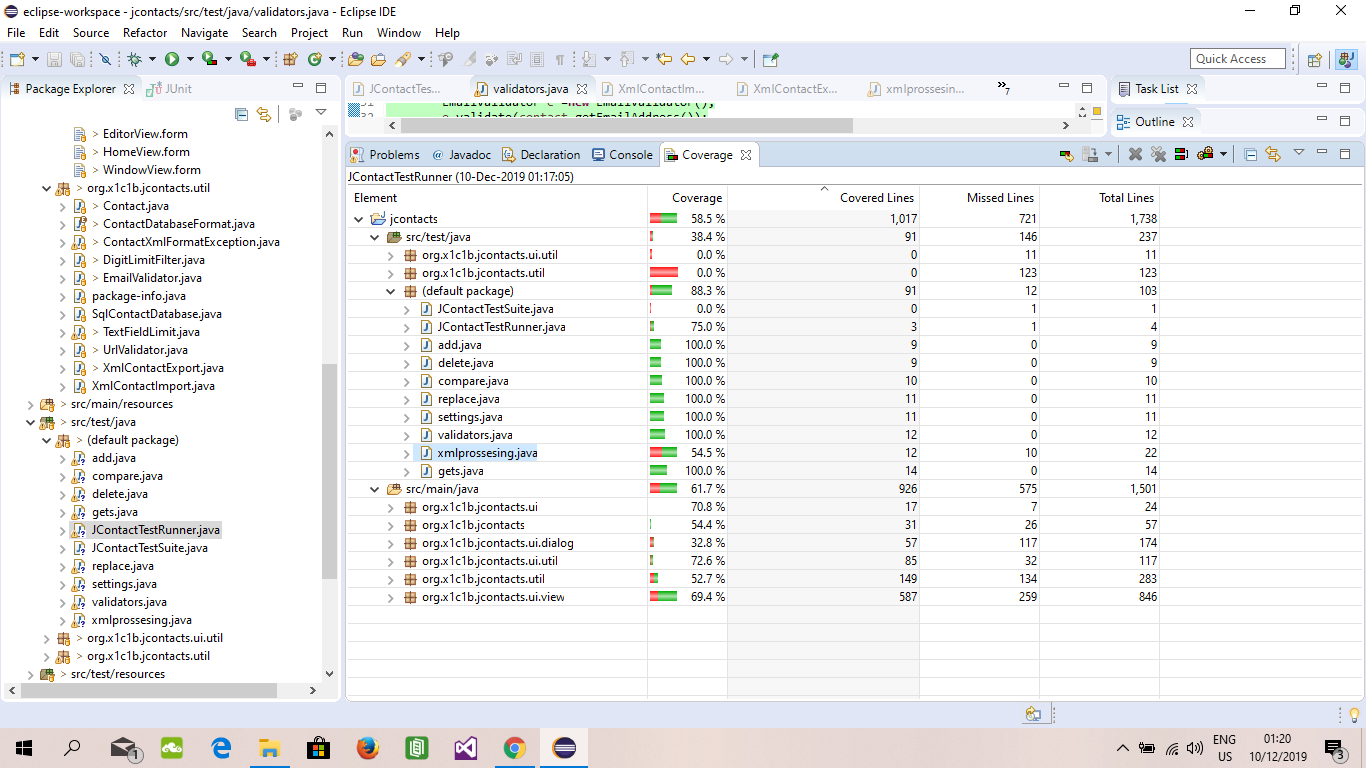 eclipse-workspace - jcontacts/src/test/java/validators.java - Eclipse IDE
File Edit Source Refactor Navigate Search Project Run Window Help
Quick Access
Package Explorer JUnit
> EditorView.form
> HomeView.form
> WindowView.form
> org.x1c1b.jcontacts.util
> Contact.java
> ContactDatabaseFormat.java
> ContactXmlFormatException.java
> DigitLimitFilter.java
> EmailValidator.java
package-info.java
SqlContactDatabase.java
> TextFieldLimit.java
> UrlValidator.java
> XmlContactExport.java
XmlContactImport.java
> src/main/resources
> src/test/java
> (default package)
add.java
compare.java
delete.java
gets.java
JContactTestRunner.java
JContactTestSuite.java
replace.java
settings.java
validators.java
xmlprossesing.java
> org.x1c1b.jcontacts.ui.util
> org.x1c1b.jcontacts.util
> src/test/resources
JContactTes... validators.java XmlContactIm... XmlContactEx... xmlprossesin... »7
31 EmailValidator e =new EmailValidator();
32 e.validate(contact.getEmailAddress());
Task List
Outline
Problems @ Javadoc Declaration Console Coverage
JContactTestRunner (10-Dec-2019 01:17:05)
Element Coverage Covered Lines Missed Lines Total Lines
jcontacts 58.5 % 1,017 721 1,738
src/test/java 38.4 % 91 146 237
org.x1c1b.jcontacts.ui.util 0.0 % 0 11 11
org.x1c1b.jcontacts.util 0.0 % 0 123 123
(default package) 88.3 % 91 12 103
JContactTestSuite.java 0.0 % 0 1 1
JContactTestRunner.java 75.0 % 3 1 4
add.java 100.0 % 9 0 9
delete.java 100.0 % 9 0 9
compare.java 100.0 % 10 0 10
replace.java 100.0 % 11 0 11
settings.java 100.0 % 11 0 11
validators.java 100.0 % 12 0 12
xmlprossesing.java 54.5 % 12 10 22
gets.java 100.0 % 14 0 14
src/main/java 61.7 % 926 575 1,501
org.x1c1b.jcontacts.ui 70.8 % 17 7 24
org.x1c1b.jcontacts 54.4 % 31 26 57
org.x1c1b.jcontacts.ui.dialog 32.8 % 57 117 174
org.x1c1b.jcontacts.ui.util 72.6 % 85 32 117
org.x1c1b.jcontacts.util 52.7 % 149 134 283
org.x1c1b.jcontacts.ui.view 69.4 % 587 259 846
1
ENG
US
01:20
10/12/2019
3